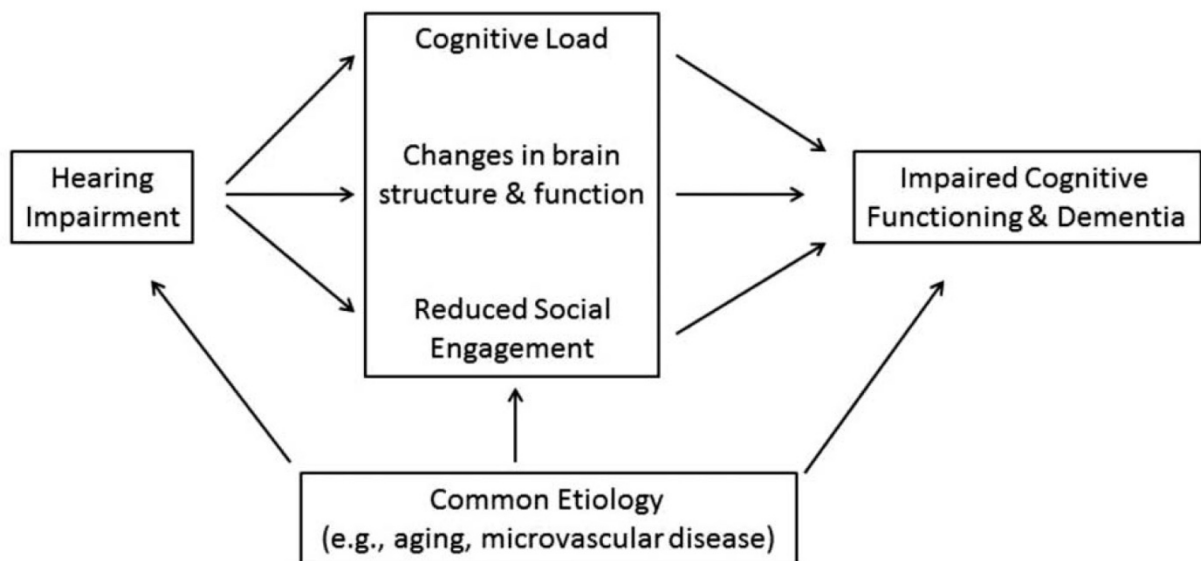 Cognitive Load
Hearing
Impairment
Changes in brain
structure & function
Reduced Social
Engagement
Impaired Cognitive
Functioning & Dementia
Common Etiology
(e.g., aging, microvascular disease)